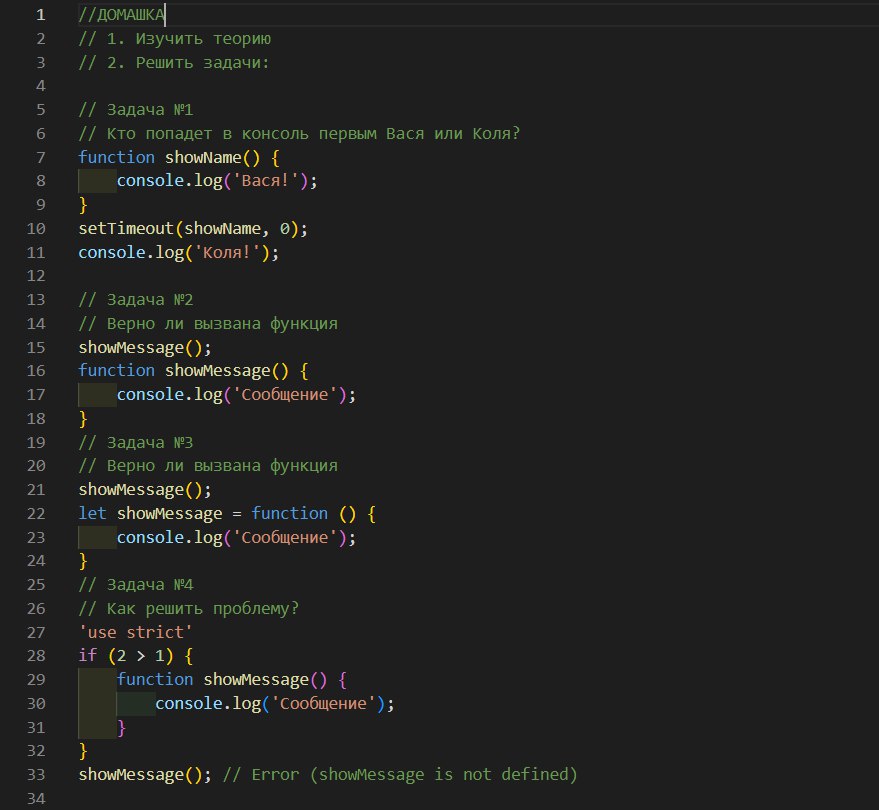 1 //ДОМАШКА
2 // 1. Изучить теорию
3 // 2. Решить задачи:
4
5 // Задача №1
6 // Кто попадет в консоль первым Вася или Коля?
7 function showName() {
8     console.log('Вася!');
9 }
10 setTimeout(showName, 0);
11 console.log('Коля!');
12
13 // Задача №2
14 // Верно ли вызвана функция
15 showMessage();
16 function showMessage() {
17     console.log('Сообщение');
18 }
19 // Задача №3
20 // Верно ли вызвана функция
21 showMessage();
22 let showMessage = function () {
23     console.log('Сообщение');
24 }
25 // Задача №4
26 // Как решить проблему?
27 'use strict'
28 if (2 > 1) {
29     function showMessage() {
30         console.log('Сообщение');
31     }
32 }
33 showMessage(); // Error (showMessage is not defined)
34